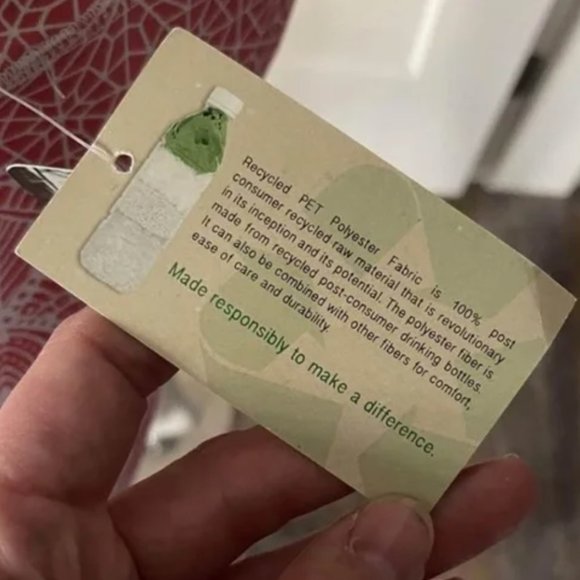 Recycled PET Polyester Fabric is 100% post
consumer recycled raw material that is revolutionary
in its inception and its potential. The polyester fiber is
made from recycled post-consumer drinking bottles.
It can also be combined with other fibers for comfort,
ease of care and durability.
Made responsibly to make a difference.